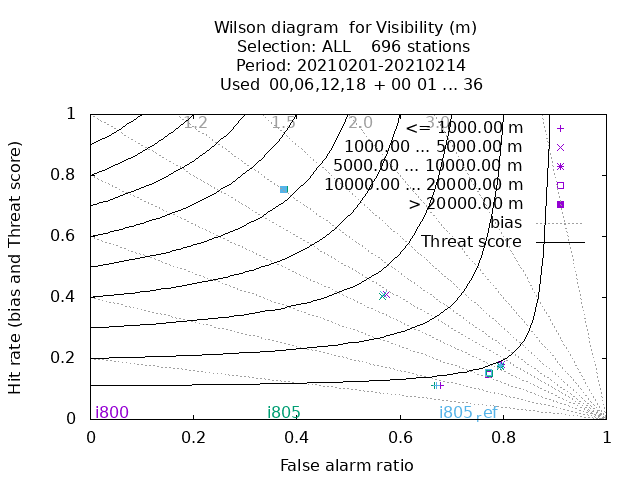 Wilson diagram  for Visibility (m)
Selection: ALL    696 stations
Period: 20210201-20210214
Used  00,06,12,18  + 00 01 ... 36
Hit rate (bias and Threat score)
1
0.8
0.6
0.4
0.2
0
1.2
1.5
2.0
3.0
<= 1000.00 m
1000.00 ... 5000.00 m
5000.00 ... 10000.00 m
10000.00 ... 20000.00 m
> 20000.00 m
bias
Threat score
i800
i805
i805ref
0
0.2
0.4
0.6
0.8
1
False alarm ratio